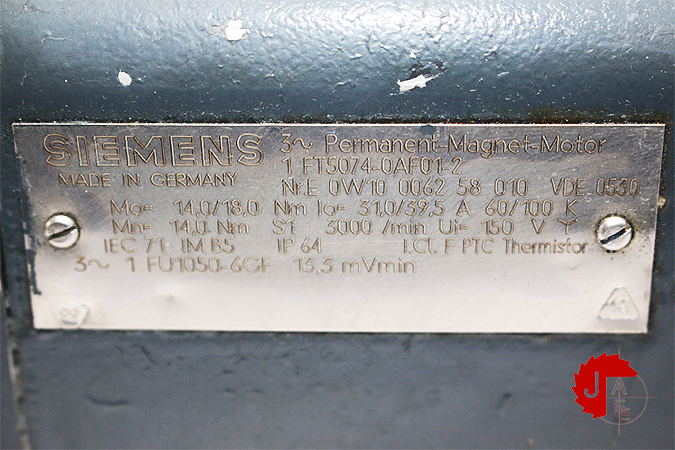 SIEMENS 3~ Permanent-Magnet-Motor
1 FT5074-0AF01-2
MADE IN GERMANY
Nr.E 0W10 0062 58 010 VDE 0530
Mo= 14,0/18,0 Nm Io= 31,0/39,5 A 60/100 K
Mn= 14,0 Nm S1 3000 /min Ui= 150 V Y
IEC 71: IM B5 IP 64 I.Cl. F PTC Thermistor
3~ 1 FU1050-6GF 13,3 mVmin